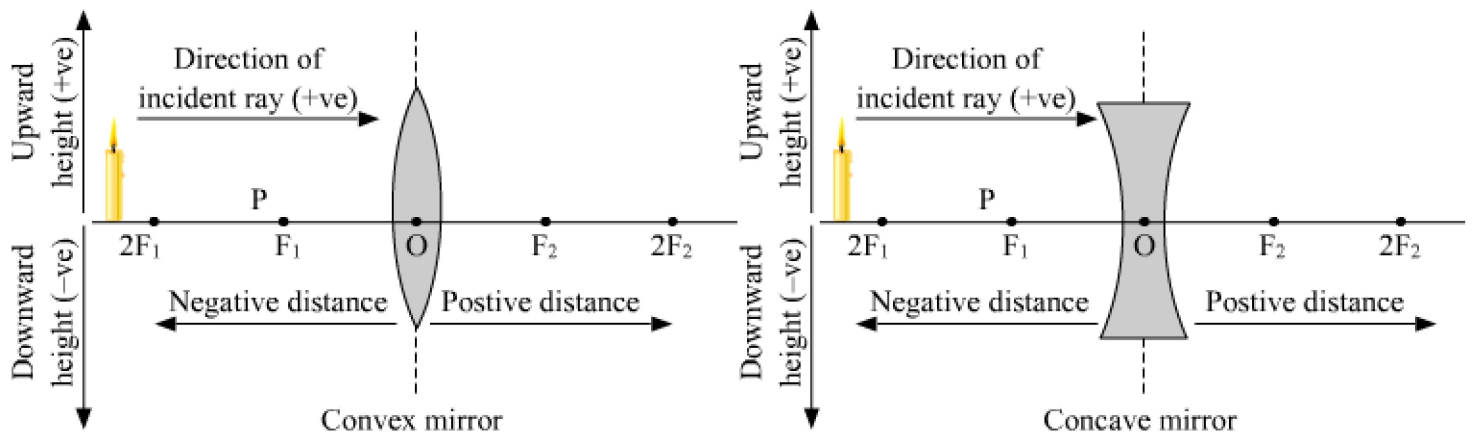 Upward
height (+ve)
Downward
height (–ve)
Direction of
incident ray (+ve)
P
2F₁
F₁
O
F₂
2F₂
Negative distance
Postive distance
Convex mirror
Upward
height (+ve)
Downward
height (–ve)
Direction of
incident ray (+ve)
P
2F₁
F₁
O
F₂
2F₂
Negative distance
Postive distance
Concave mirror